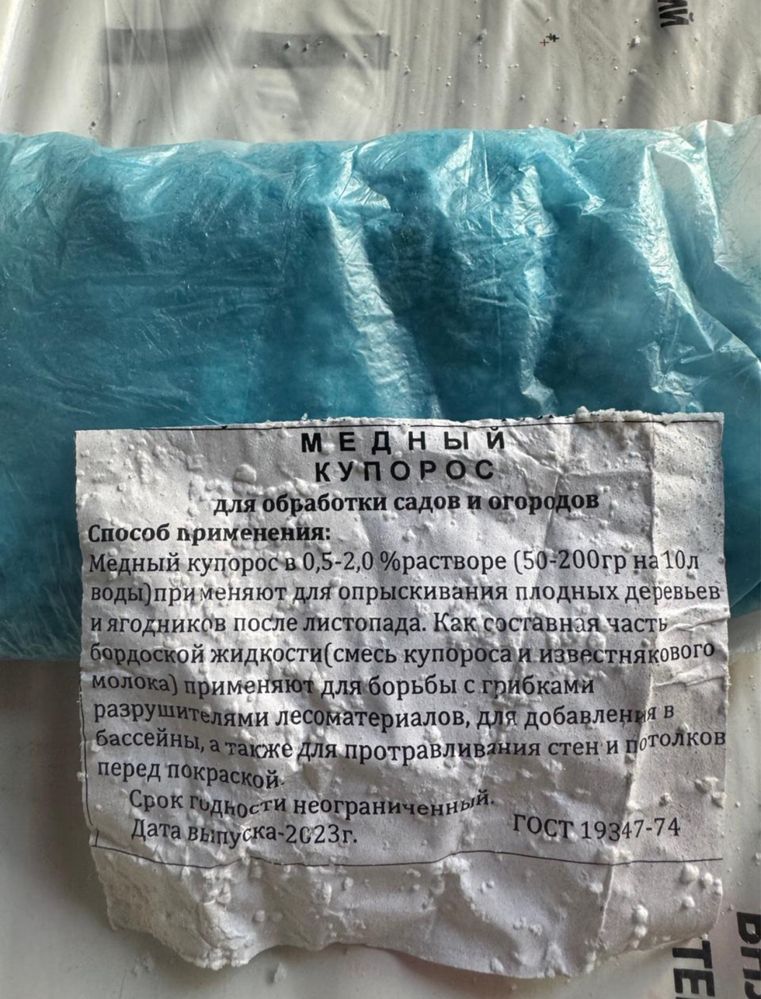 МЕДНЫЙ
КУПОРОС
для обработки садов и огородов
Способ применения:
Медный купорос в 0,5-2,0 %растворе (50-200гр на 10л
воды)применяют для опрыскивания плодных деревьев
и ягодников после листопада. Как составная часть
бордоской жидкости(смесь купороса и известнякового
молока) применяют для борьбы с грибками
разрушителями лесоматериалов, для добавления в
бассейны, а также для протравливания стен и потолков
перед покраской.
Срок годности неограниченный.
Дата выпуска-2023г.
ГОСТ 19347-74